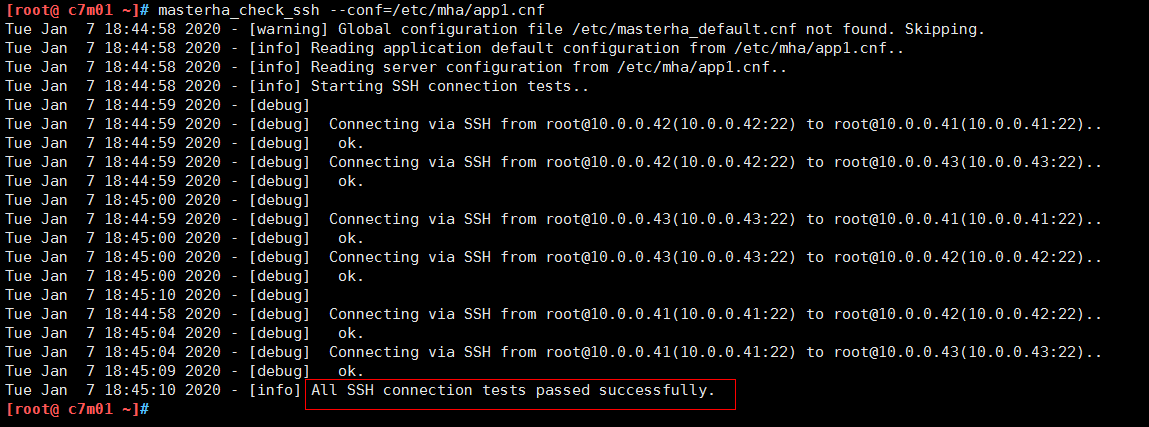 [root@ c7m01 ~]# masterha_check_ssh --conf=/etc/mha/app1.cnf
Tue Jan  7 18:44:58 2020 - [warning] Global configuration file /etc/masterha_default.cnf not found. Skipping.
Tue Jan  7 18:44:58 2020 - [info] Reading application default configuration from /etc/mha/app1.cnf..
Tue Jan  7 18:44:58 2020 - [info] Reading server configuration from /etc/mha/app1.cnf..
Tue Jan  7 18:44:58 2020 - [info] Starting SSH connection tests..
Tue Jan  7 18:44:59 2020 - [debug]
Tue Jan  7 18:44:59 2020 - [debug]  Connecting via SSH from root@10.0.0.42(10.0.0.42:22) to root@10.0.0.41(10.0.0.41:22)..
Tue Jan  7 18:44:59 2020 - [debug]   ok.
Tue Jan  7 18:44:59 2020 - [debug]  Connecting via SSH from root@10.0.0.42(10.0.0.42:22) to root@10.0.0.43(10.0.0.43:22)..
Tue Jan  7 18:44:59 2020 - [debug]   ok.
Tue Jan  7 18:45:00 2020 - [debug]
Tue Jan  7 18:44:59 2020 - [debug]  Connecting via SSH from root@10.0.0.43(10.0.0.43:22) to root@10.0.0.41(10.0.0.41:22)..
Tue Jan  7 18:45:00 2020 - [debug]   ok.
Tue Jan  7 18:45:00 2020 - [debug]  Connecting via SSH from root@10.0.0.43(10.0.0.43:22) to root@10.0.0.42(10.0.0.42:22)..
Tue Jan  7 18:45:00 2020 - [debug]   ok.
Tue Jan  7 18:45:10 2020 - [debug]
Tue Jan  7 18:44:58 2020 - [debug]  Connecting via SSH from root@10.0.0.41(10.0.0.41:22) to root@10.0.0.42(10.0.0.42:22)..
Tue Jan  7 18:45:04 2020 - [debug]   ok.
Tue Jan  7 18:45:04 2020 - [debug]  Connecting via SSH from root@10.0.0.41(10.0.0.41:22) to root@10.0.0.43(10.0.0.43:22)..
Tue Jan  7 18:45:09 2020 - [debug]   ok.
Tue Jan  7 18:45:10 2020 - [info] All SSH connection tests passed successfully.
[root@ c7m01 ~]#